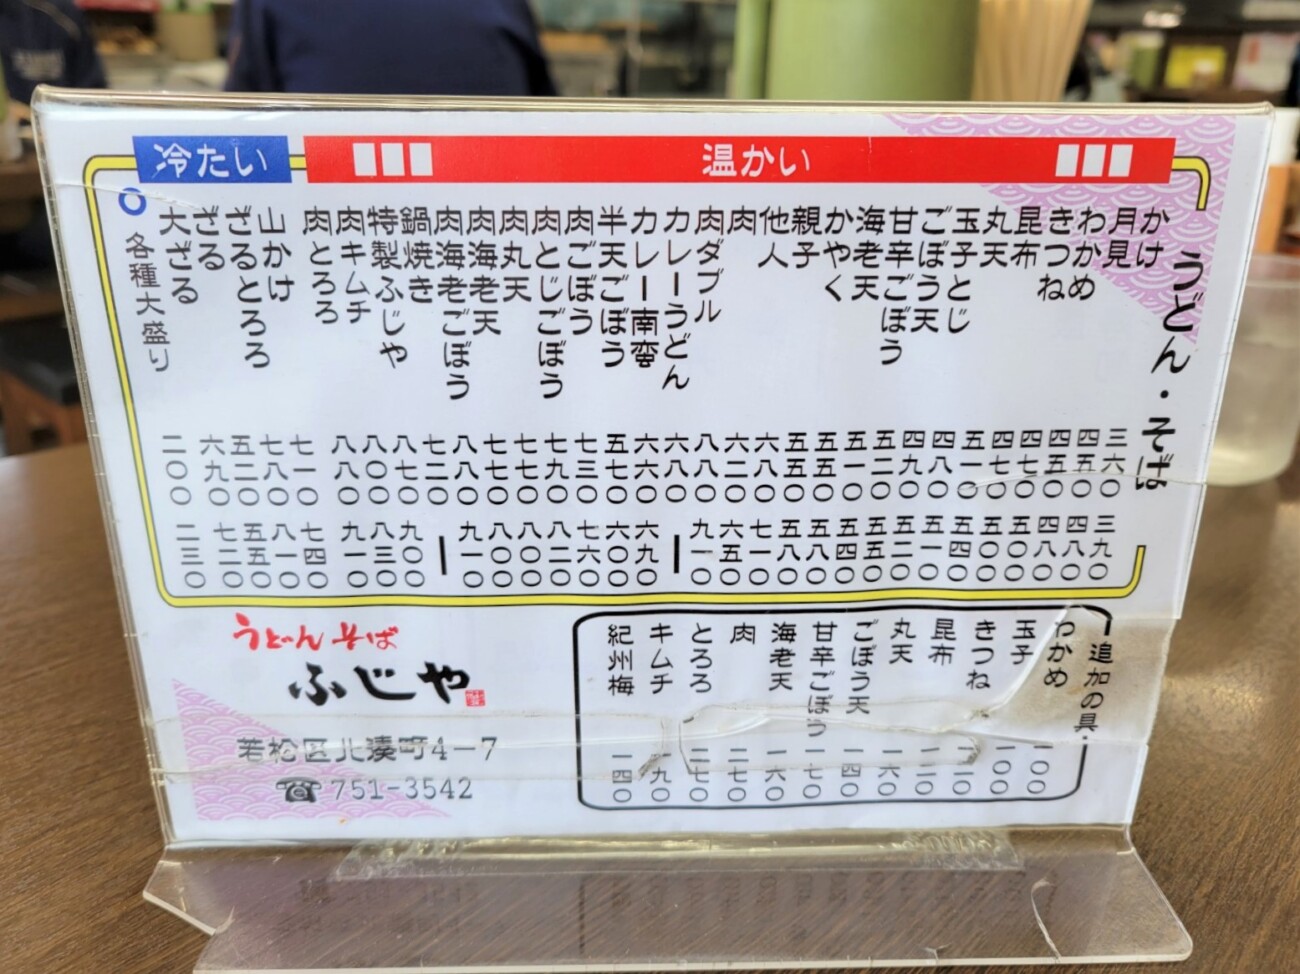 冷たい
温かい
うどん・そば
かけ 三六〇 三九〇
月見 四五〇 四八〇
わかめ 四五〇 四八〇
きつね 四七〇 五〇〇
昆布 四七〇 五〇〇
丸天 五一〇 五四〇
玉子とじ 四八〇 五一〇
ごぼう天 四九〇 五二〇
甘辛ごぼう 五二〇 五五〇
海老天 五一〇 五四〇
かやく 五五〇 五八〇
親子 五五〇 五八〇
他人 六八〇 七一〇
肉 六二〇 六五〇
肉ダブル 八八〇 九一〇
カレーうどん 六八〇 ー
カレー南蛮 六六〇 六九〇
半天ごぼう 五七〇 六〇〇
肉ごぼう 七三〇 七六〇
肉とじごぼう 七九〇 八二〇
肉丸天 七七〇 八〇〇
肉海老天 七七〇 八〇〇
肉海老ごぼう 八八〇 九一〇
鍋焼き 七二〇 ー
特製ふじや 八七〇 九〇〇
肉キムチ 八〇〇 八三〇
肉とろろ 八八〇 九一〇
山かけ 七一〇 七四〇
ざるとろろ 七八〇 八一〇
ざる 五二〇 五五〇
大ざる 六九〇 七二〇
各種大盛り 二〇〇 二三〇
追加の具
わかめ 一〇〇
玉子 一〇〇
きつね
昆布
丸天 一六〇
ごぼう天 一四〇
甘辛ごぼう 一七〇
海老天 一六〇
肉 二七〇
とろろ 二七〇
キムチ 一九〇
紀州梅 一四〇
うどん そば
ふじや
若松区北湊町4−7
☎751-3542